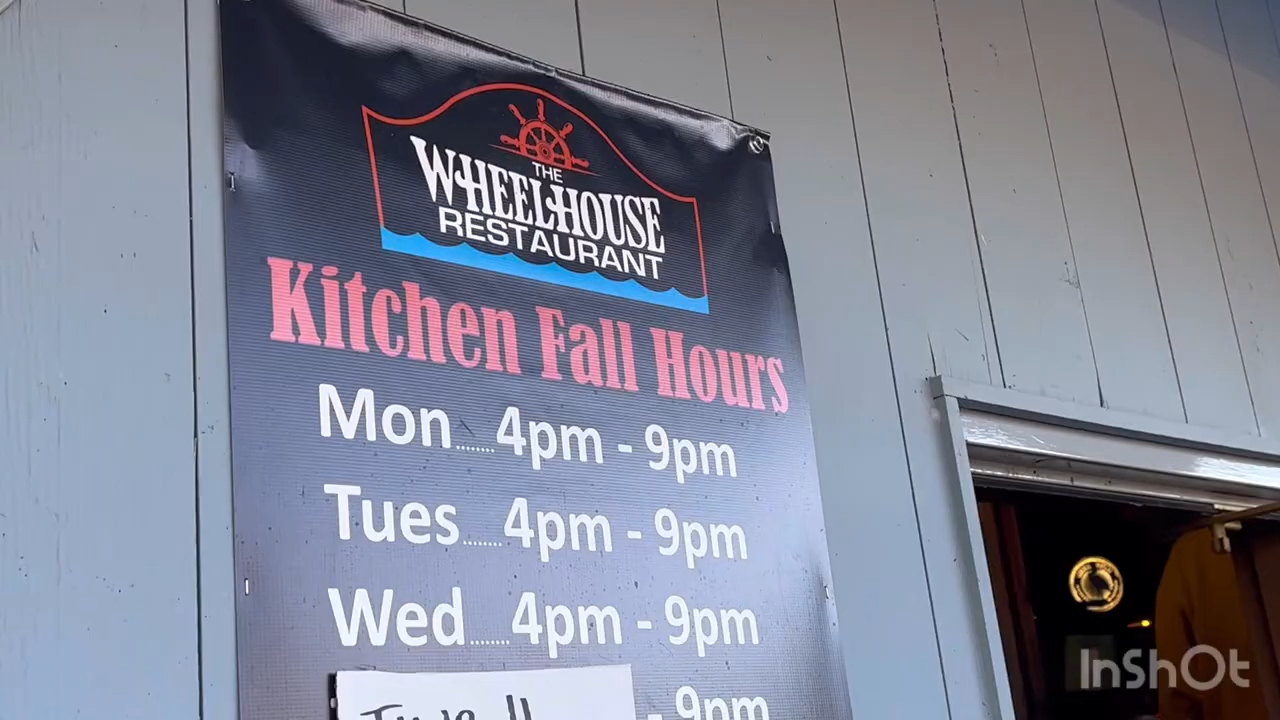 THE
WHEELHOUSE
RESTAURANT
Kitchen Fall Hours
Mon........4pm - 9pm
Tues........4pm - 9pm
Wed........4pm - 9pm
- 9pm
InShOt